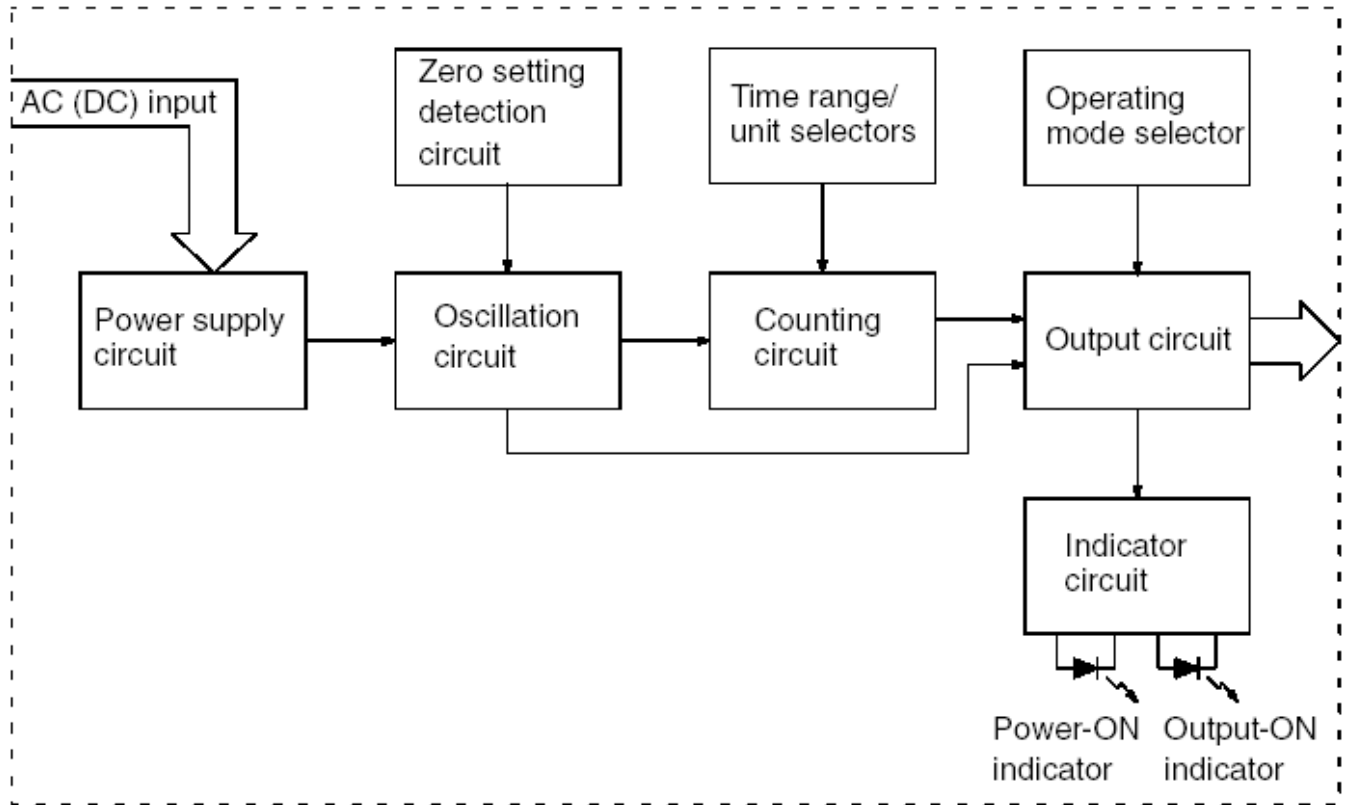 AC (DC) input
Zero setting
detection
circuit
Time range/
unit selectors
Operating
mode selector
Power supply
circuit
Oscillation
circuit
Counting
circuit
Output circuit
Indicator
circuit
Power-ON
indicator
Output-ON
indicator